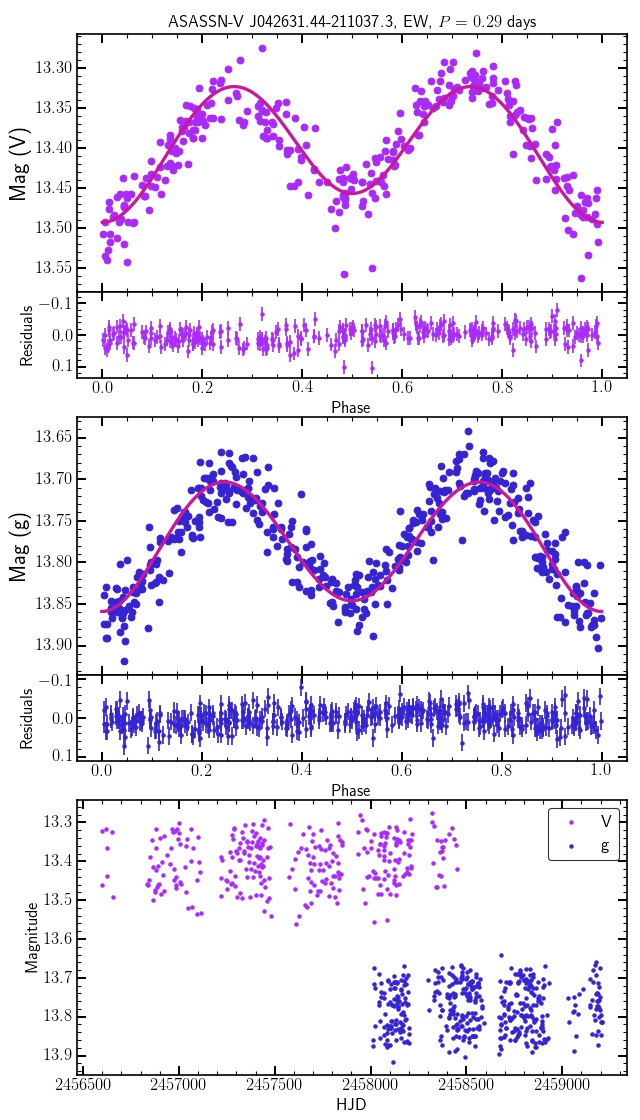 ASASSN-V J042631.44-211037.3, EW, P = 0.29 days
13.30
13.35
13.40
13.45
13.50
13.55
Mag (V)
−0.1
0.0
0.1
Residuals
0.0 0.2 0.4 0.6 0.8 1.0
Phase
13.65
13.70
13.75
13.80
13.85
13.90
Mag (g)
−0.1
0.0
0.1
Residuals
0.0 0.2 0.4 0.6 0.8 1.0
Phase
13.3
13.4
13.5
13.6
13.7
13.8
13.9
Magnitude
V
g
2456500 2457000 2457500 2458000 2458500 2459000
HJD